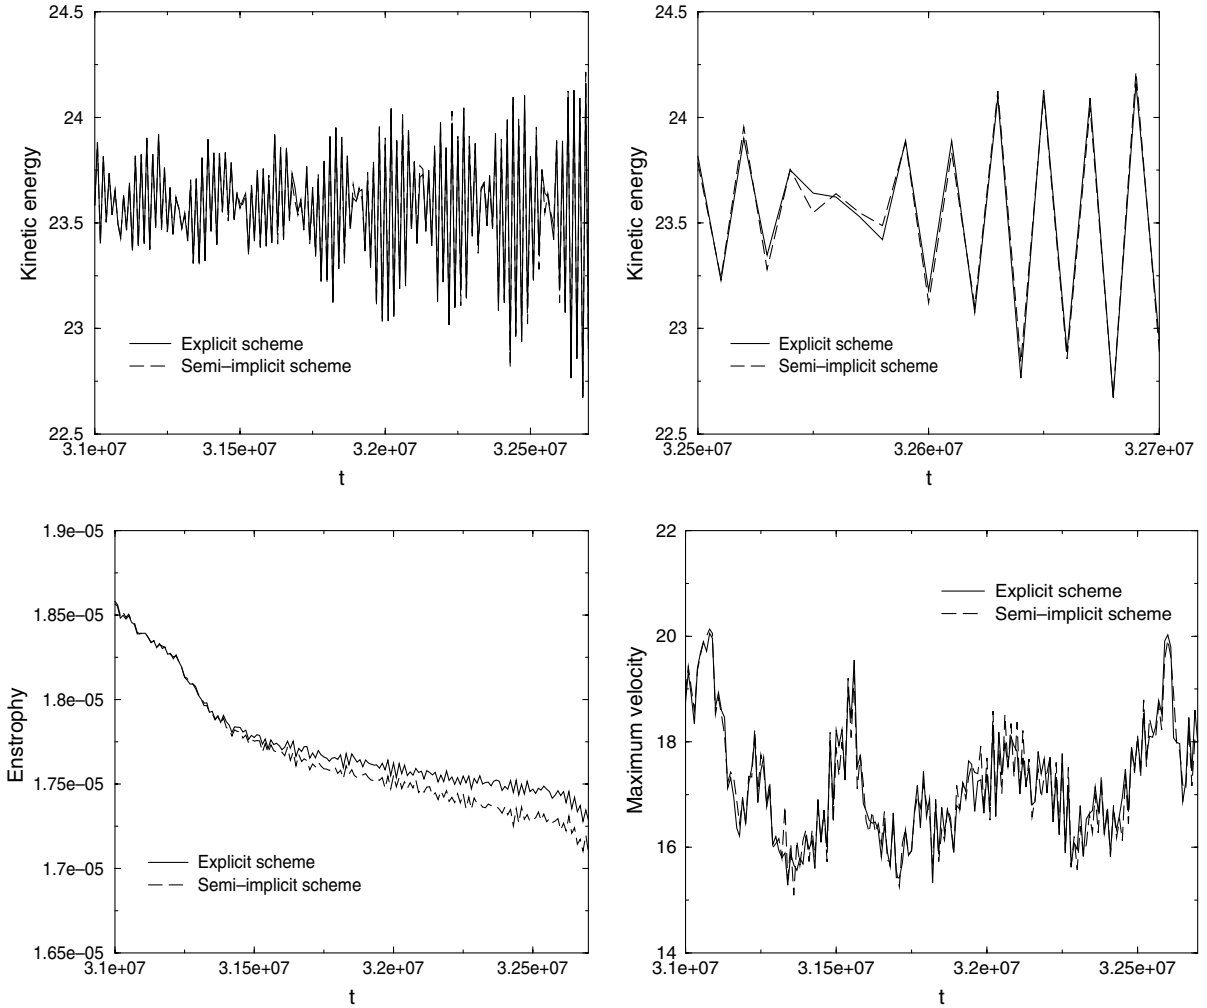 24.5
24
23.5
23
22.5
Kinetic energy
Explicit scheme
Semi–implicit scheme
3.1e+07
3.15e+07
3.2e+07
3.25e+07
t
24.5
24
23.5
23
22.5
Kinetic energy
Explicit scheme
Semi–implicit scheme
3.25e+07
3.26e+07
3.27e+07
t
1.9e–05
1.85e–05
1.8e–05
1.75e–05
1.7e–05
1.65e–05
Enstrophy
Explicit scheme
Semi–implicit scheme
3.1e+07
3.15e+07
3.2e+07
3.25e+07
t
22
20
18
16
14
Maximum velocity
Explicit scheme
Semi–implicit scheme
3.1e+07
3.15e+07
3.2e+07
3.25e+07
t